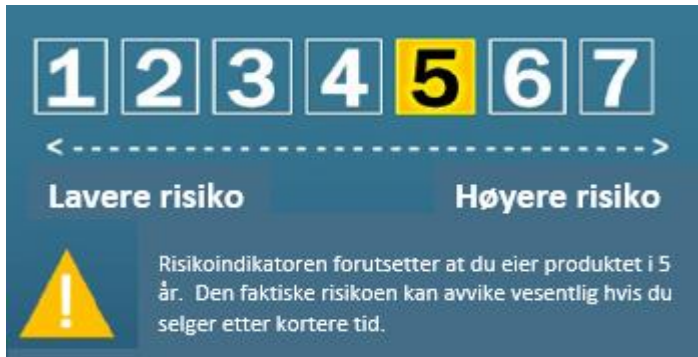 1 2 3 4 5 6 7
<--------------------------------->
Lavere risiko Høyere risiko
!
Risikoindikatoren forutsetter at du eier produktet i 5
år. Den faktiske risikoen kan avvike vesentlig hvis du
selger etter kortere tid.